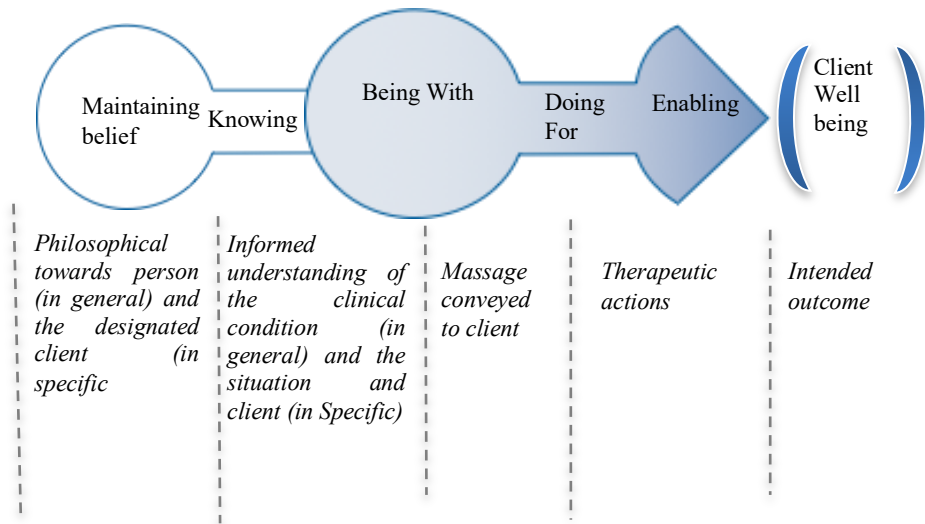 Maintaining
belief
Knowing
Being With
Doing
For
Enabling
Client
Well
being
Philosophical
towards person
(in general) and
the designated
client (in
specific
Informed
understanding of
the clinical
condition (in
general) and the
situation and
client (in Specific)
Massage
conveyed
to client
Therapeutic
actions
Intended
outcome